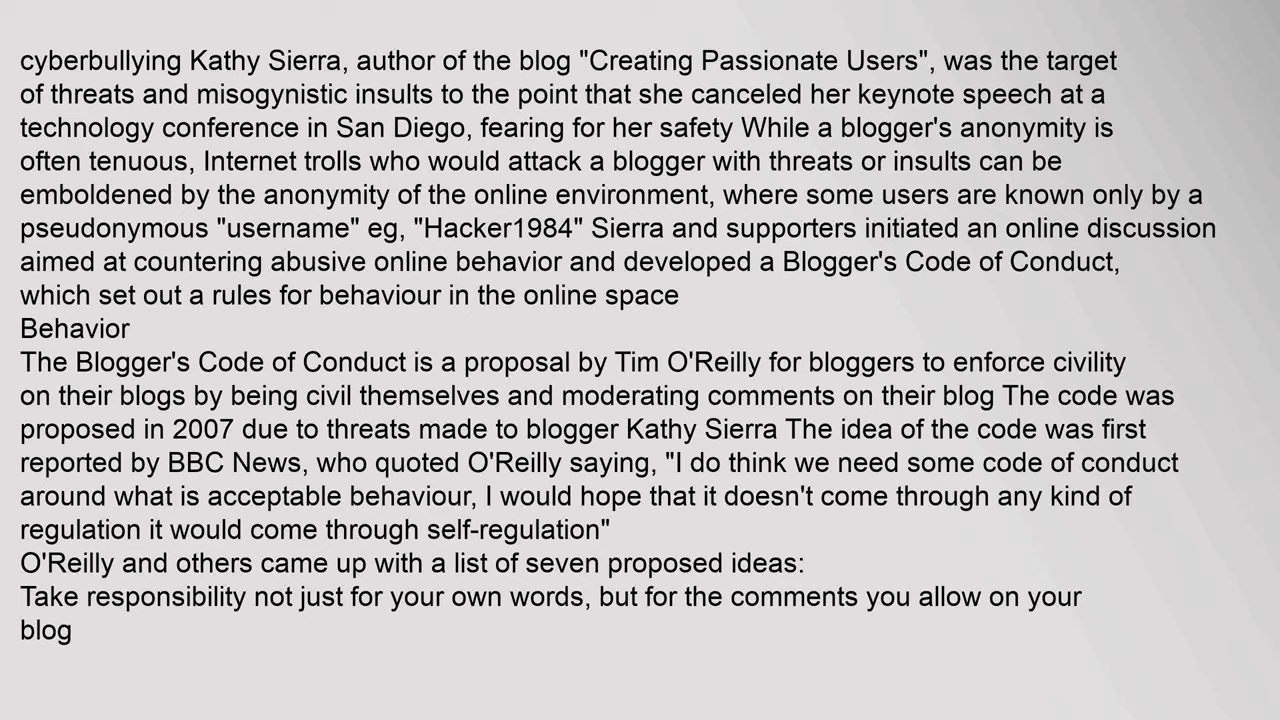 cyberbullying Kathy Sierra, author of the blog "Creating Passionate Users", was the target
of threats and misogynistic insults to the point that she canceled her keynote speech at a
technology conference in San Diego, fearing for her safety While a blogger's anonymity is
often tenuous, Internet trolls who would attack a blogger with threats or insults can be
emboldened by the anonymity of the online environment, where some users are known only by a
pseudonymous "username" eg, "Hacker1984" Sierra and supporters initiated an online discussion
aimed at countering abusive online behavior and developed a Blogger's Code of Conduct,
which set out a rules for behaviour in the online space
Behavior
The Blogger's Code of Conduct is a proposal by Tim O'Reilly for bloggers to enforce civility
on their blogs by being civil themselves and moderating comments on their blog The code was
proposed in 2007 due to threats made to blogger Kathy Sierra The idea of the code was first
reported by BBC News, who quoted O'Reilly saying, "I do think we need some code of conduct
around what is acceptable behaviour, I would hope that it doesn't come through any kind of
regulation it would come through self-regulation"
O'Reilly and others came up with a list of seven proposed ideas:
Take responsibility not just for your own words, but for the comments you allow on your
blog